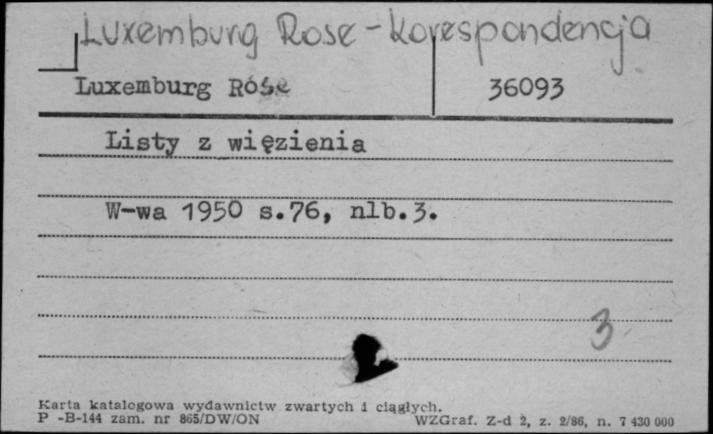 Luxemburg Rose - Korespondencja
Luxemburg Rose 36093
Listy z więzienia
W-wa 1950 s.76, nlb.3.
3
Karta katalogowa wydawnictw zwartych i ciągłych.
P -B-144 zam. nr 865/DW/ON WZGraf. Z-d 2, z. 2/86, n. 7 430 000